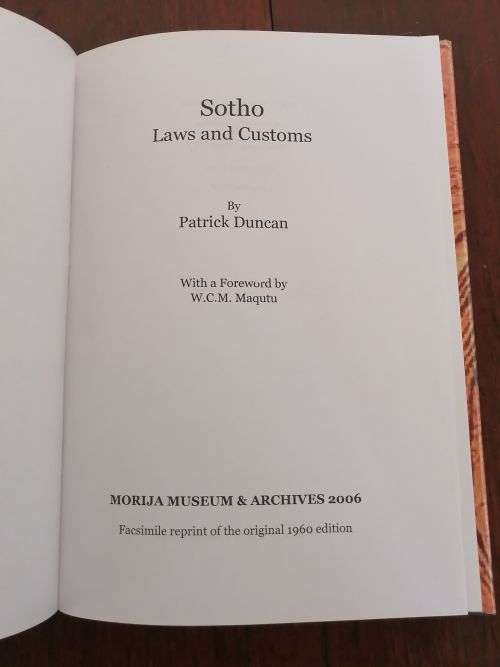 Sotho
Laws and Customs
By
Patrick Duncan
With a Foreword by
W.C.M. Maqutu
MORIJA MUSEUM & ARCHIVES 2006
Facsimile reprint of the original 1960 edition